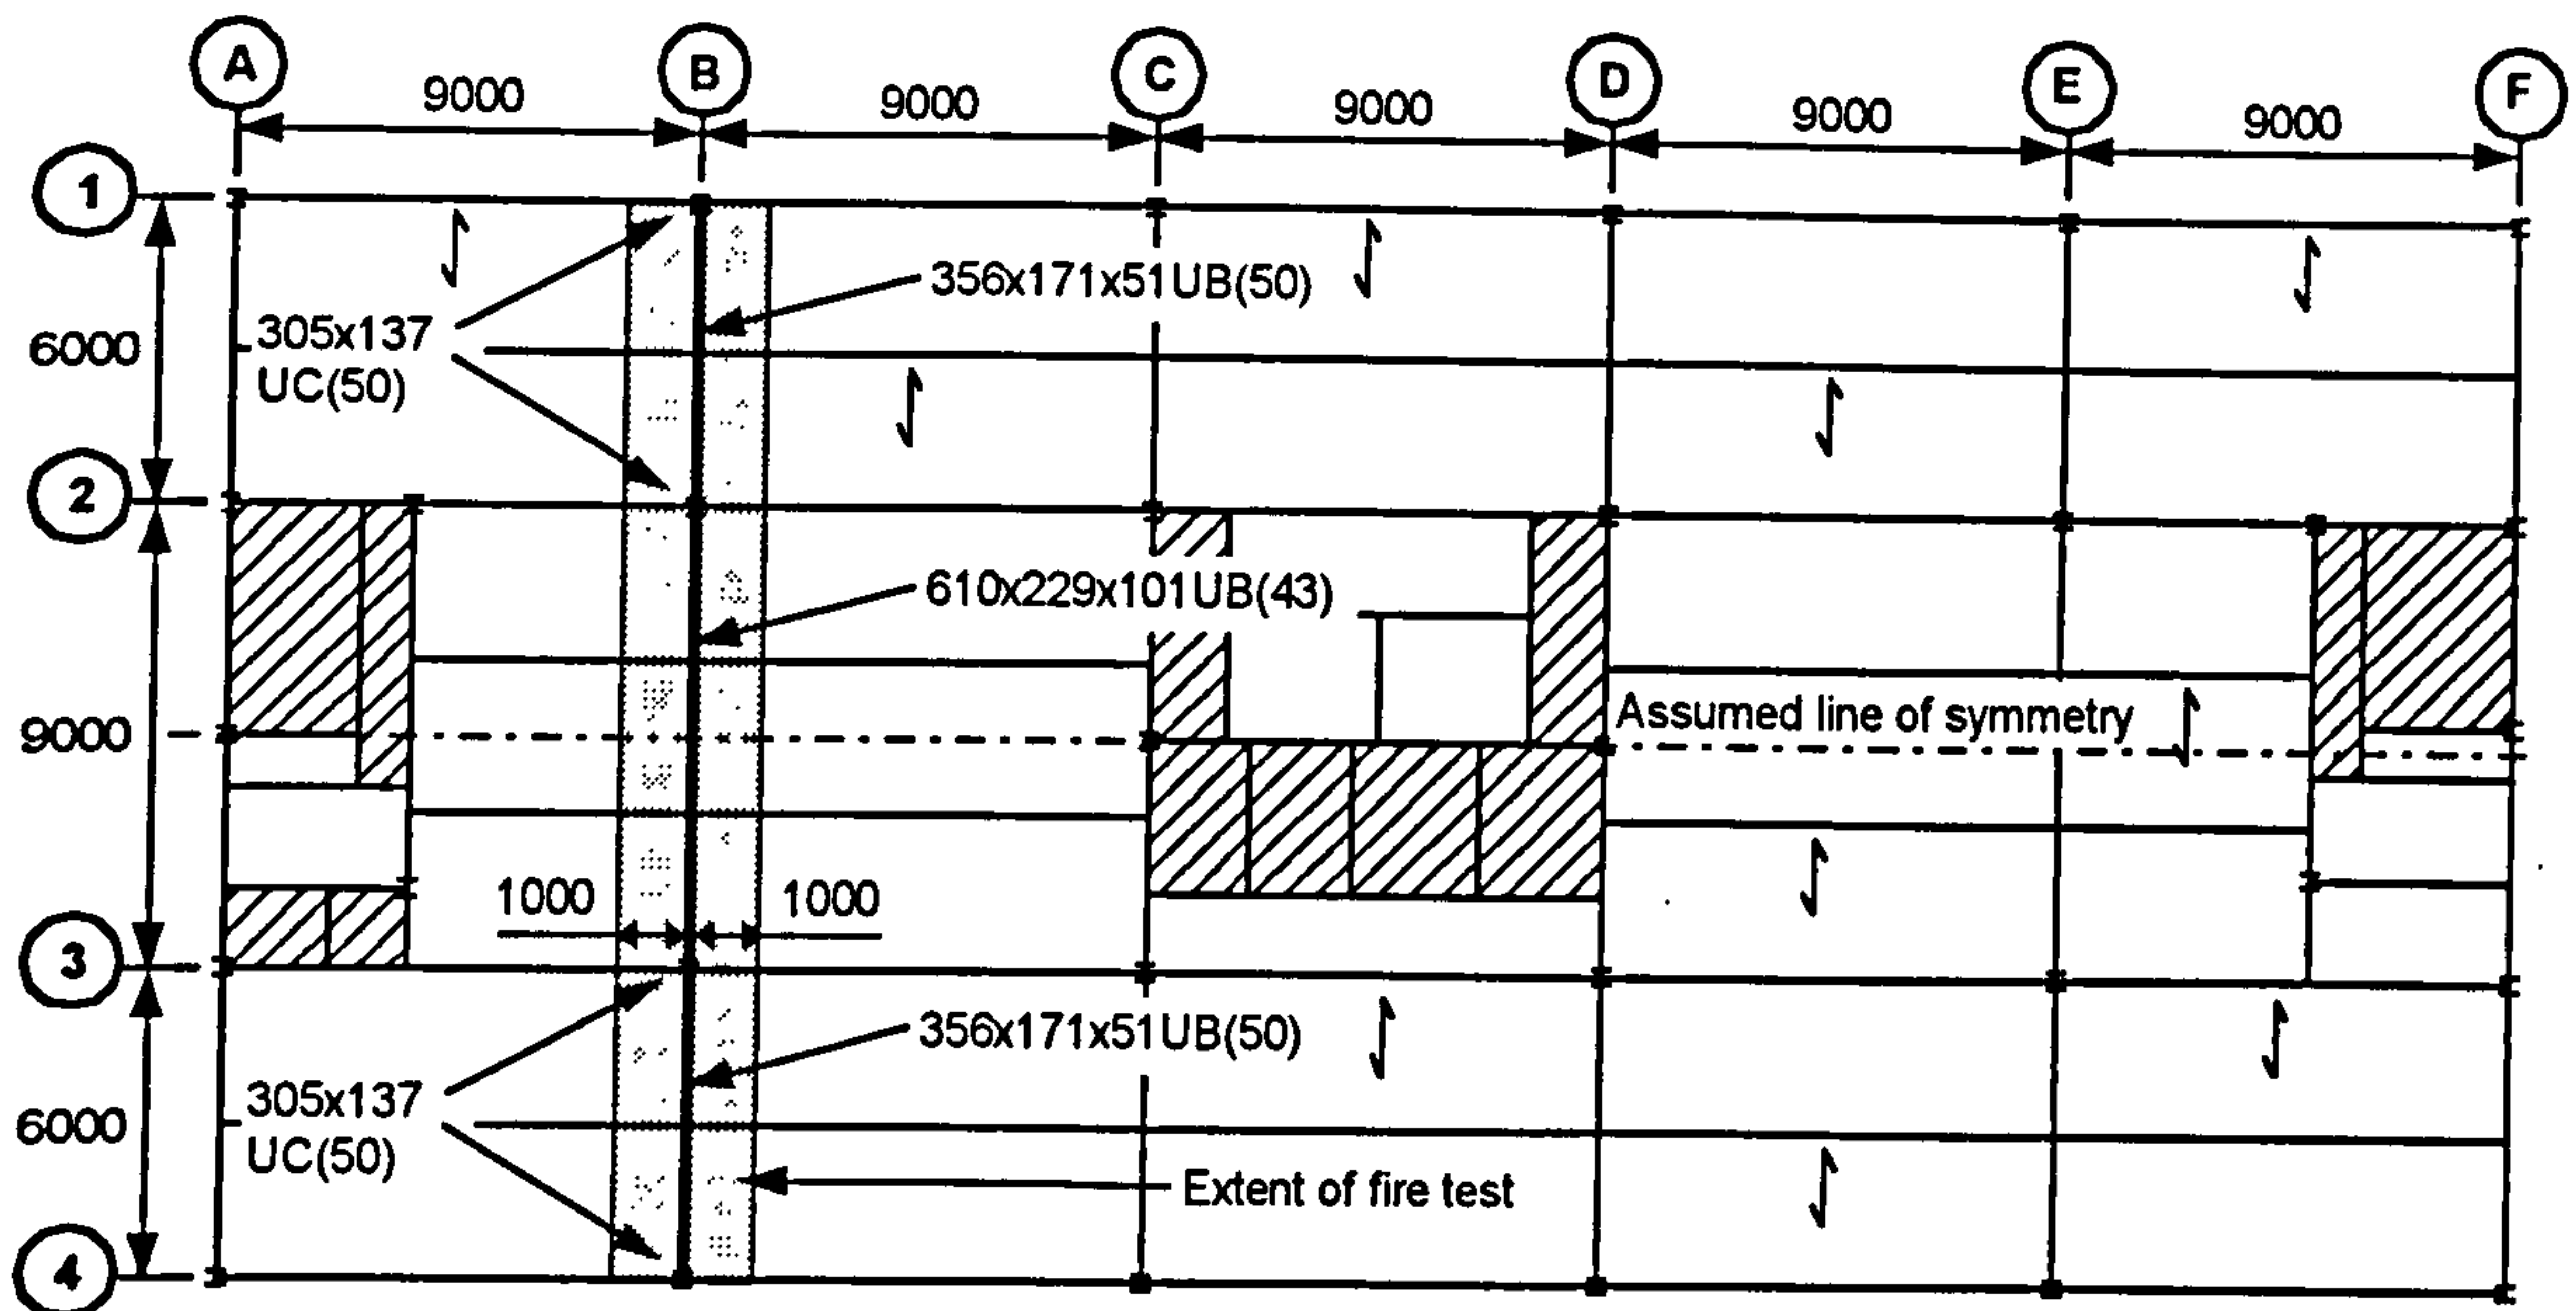 A
B
C
D
E
F
9000
9000
9000
9000
9000
1
6000
356x171x51UB(50)
305x137
UC(50)
2
610x229x101UB(43)
9000
Assumed line of symmetry
1000
1000
3
356x171x51UB(50)
305x137
UC(50)
6000
Extent of fire test
4